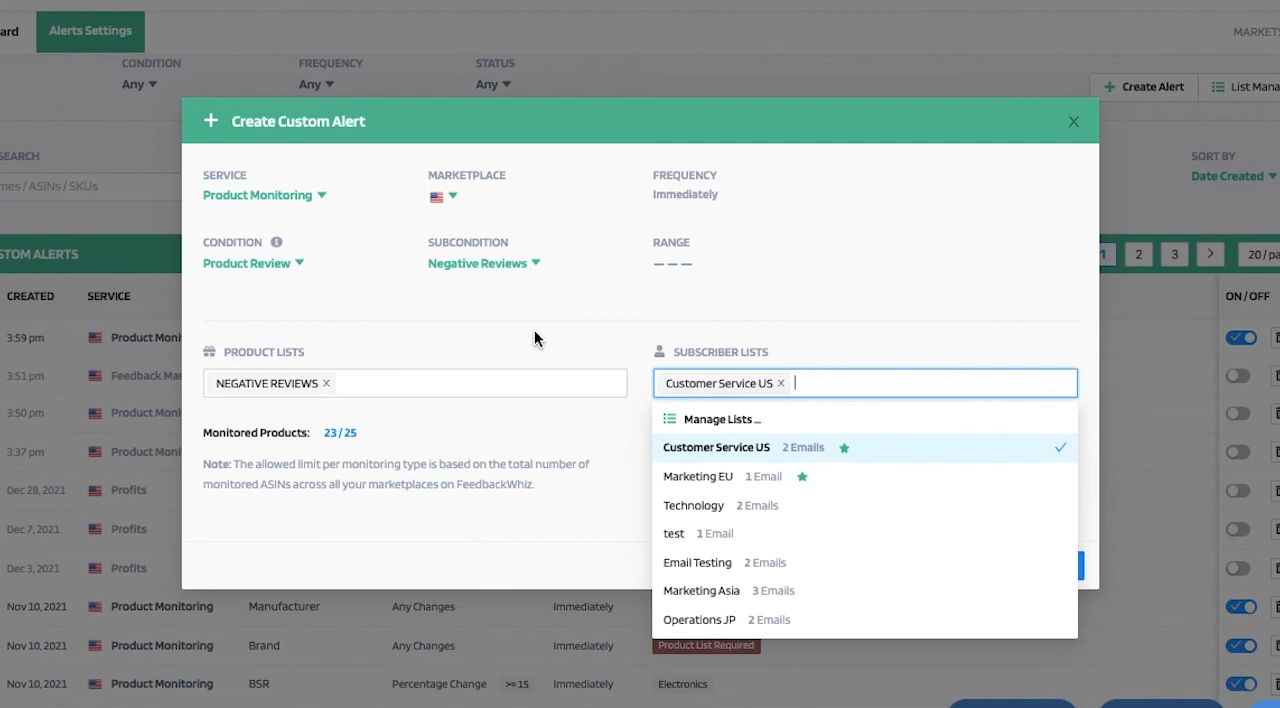 ard
Alerts Settings
MARKETS
CONDITION FREQUENCY STATUS
Any Any Any
Create Alert List Mana
Create Custom Alert
SEARCH
mes / ASINs / SKUs
SORT BY
Date Created
SERVICE MARKETPLACE FREQUENCY
Product Monitoring Immediately
CONDITION SUBCONDITION RANGE
Product Review Negative Reviews – – –
STOM ALERTS
1 2 3 > 20 / pa
CREATED SERVICE ON / OFF
3:59 pm Product Moni
3:51 pm Feedback Man
3:50 pm Product Moni
3:37 pm Product Moni
Dec 28, 2021 Profits
Dec 7, 2021 Profits
Dec 3, 2021 Profits
PRODUCT LISTS
NEGATIVE REVIEWS ×
Monitored Products: 23 / 25
Note: The allowed limit per monitoring type is based on the total number of
monitored ASINs across all your marketplaces on FeedbackWhiz.
SUBSCRIBER LISTS
Customer Service US ×
Manage Lists ...
Customer Service US 2 Emails
Marketing EU 1 Email
Technology 2 Emails
test 1 Email
Email Testing 2 Emails
Marketing Asia 3 Emails
Operations JP 2 Emails
Nov 10, 2021 Product Monitoring Manufacturer Any Changes Immediately
Nov 10, 2021 Product Monitoring Brand Any Changes Immediately Product List Required
Nov 10, 2021 Product Monitoring BSR Percentage Change >= 15 Immediately Electronics